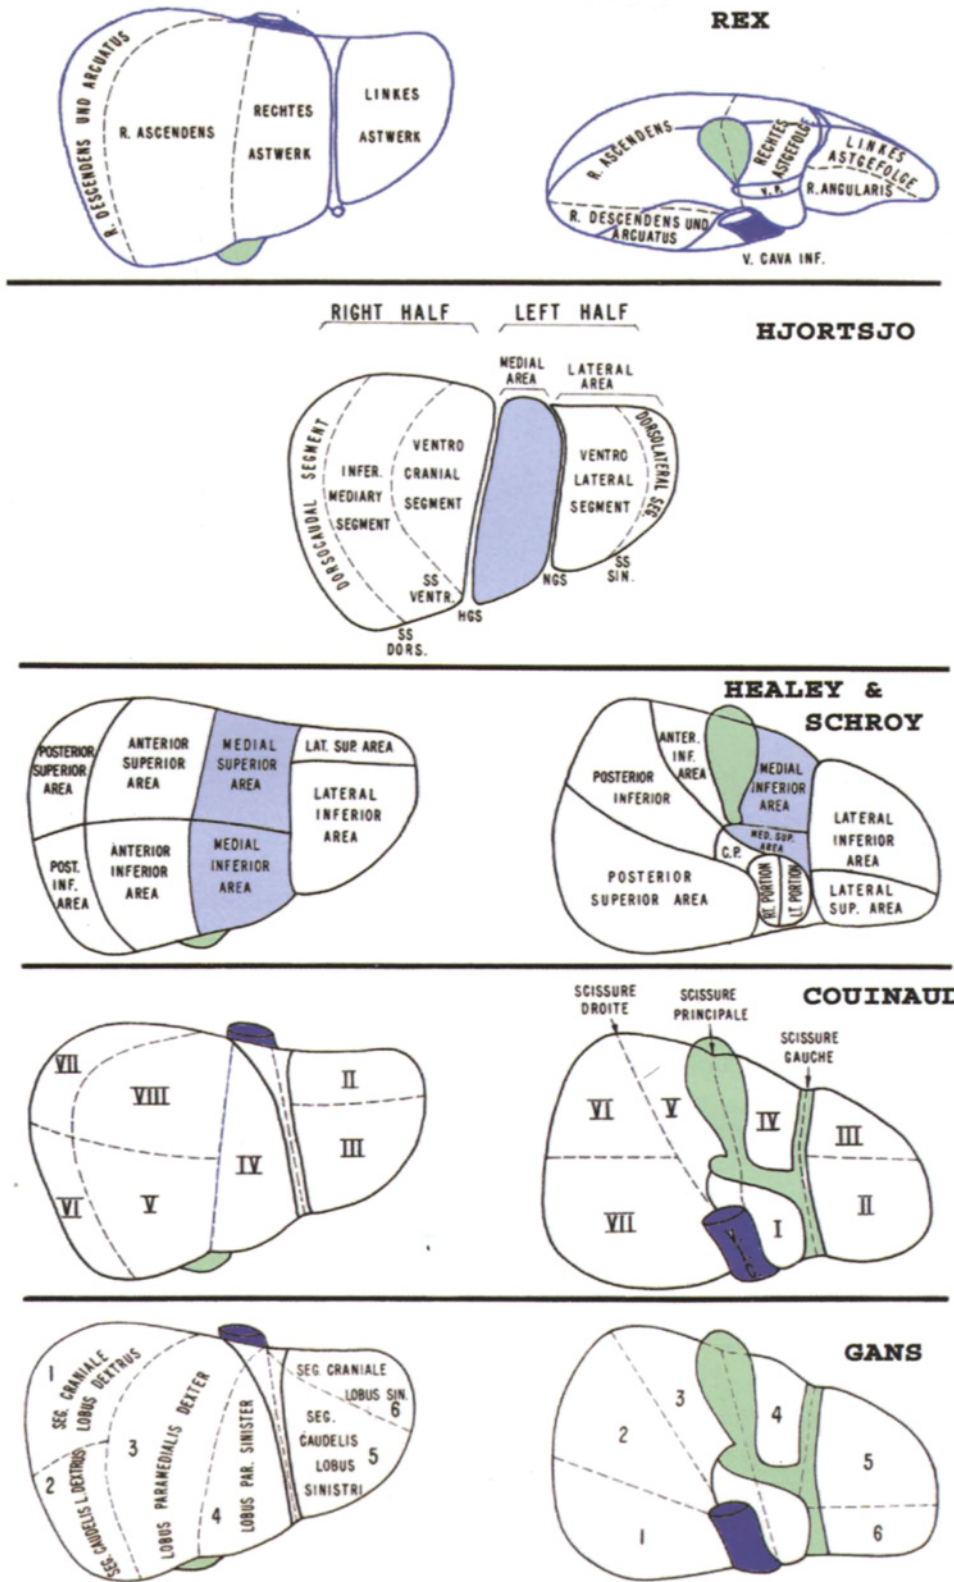 REX
R. DESCENDENS UND ARCUATUS
R. ASCENDENS
RECHTES
ASTWERK
LINKES
ASTWERK
R. ASCENDENS
RECHTES
ASTGEFOLGE
LINKES
ASTGEFOLGE
V. P.
R. ANGULARIS
R. DESCENDENS UND
ARCUATUS
V. CAVA INF.
HJORTSJO
RIGHT HALF
LEFT HALF
MEDIAL
AREA
LATERAL
AREA
DORSOCAUDAL SEGMENT
INFER.
MEDIARY
SEGMENT
VENTRO
CRANIAL
SEGMENT
VENTRO
LATERAL
SEGMENT
DORSOLATERAL SEG.
SS
VENTR.
HGS
NGS
SS
SIN.
SS
DORS.
HEALEY &
SCHROY
POSTERIOR
SUPERIOR
AREA
ANTERIOR
SUPERIOR
AREA
MEDIAL
SUPERIOR
AREA
LAT. SUP. AREA
LATERAL
INFERIOR
AREA
POST.
INF.
AREA
ANTERIOR
INFERIOR
AREA
MEDIAL
INFERIOR
AREA
ANTER.
INF.
AREA
POSTERIOR
INFERIOR
MEDIAL
INFERIOR
AREA
MED. SUP.
AREA
LATERAL
INFERIOR
AREA
C.P.
RT. PORTION
LT. PORTION
POSTERIOR
SUPERIOR AREA
LATERAL
SUP. AREA
COUINAUD
VII
VIII
II
III
IV
VI
V
SCISSURE
DROITE
SCISSURE
PRINCIPALE
SCISSURE
GAUCHE
VI
V
IV
III
VII
I
II
V.I.C.
GANS
1
SEG. CRANIALE
LOBUS DEXTRUS
2
SEG. CAUDELIS L. DEXTRUS
3
LOBUS PARAMEDIALIS DEXTER
4
LOBUS PAR. SINISTER
SEG. CRANIALE
LOBUS SIN.
6
SEG.
CAUDELIS
LOBUS
SINISTRI
5
3
2
4
5
1
6